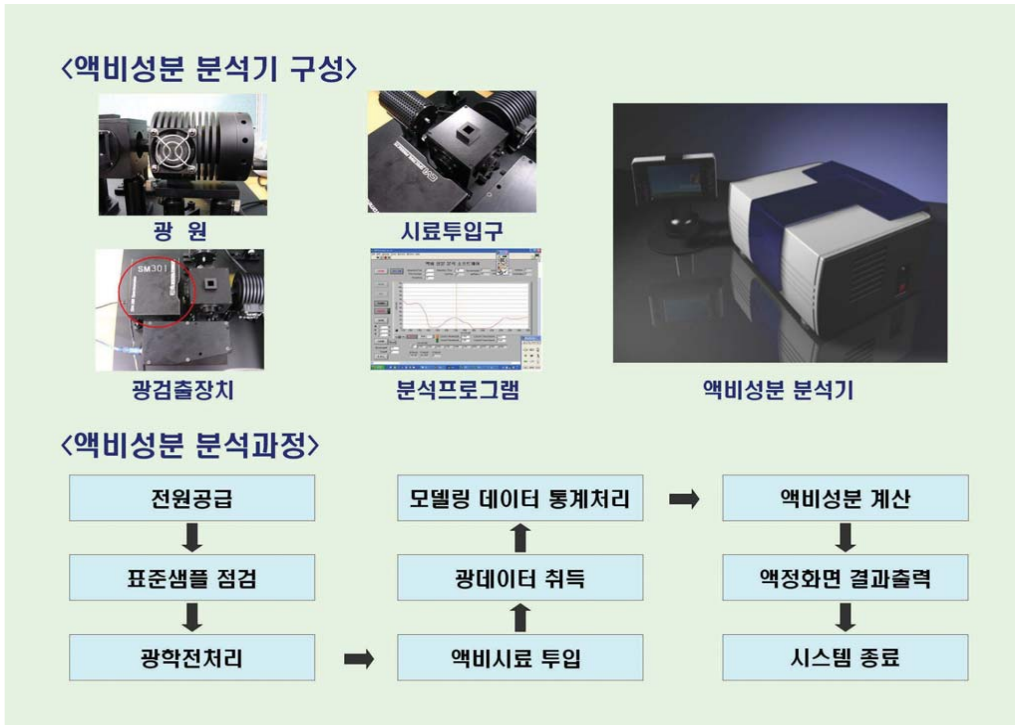 <액비성분 분석기 구성>
광 원
시료투입구
SM301
광검출장치
분석프로그램
액비성분 분석기
<액비성분 분석과정>
전원공급
표준샘플 점검
광학전처리
액비시료 투입
광데이터 취득
모델링 데이터 통계처리
액비성분 계산
액정화면 결과출력
시스템 종료